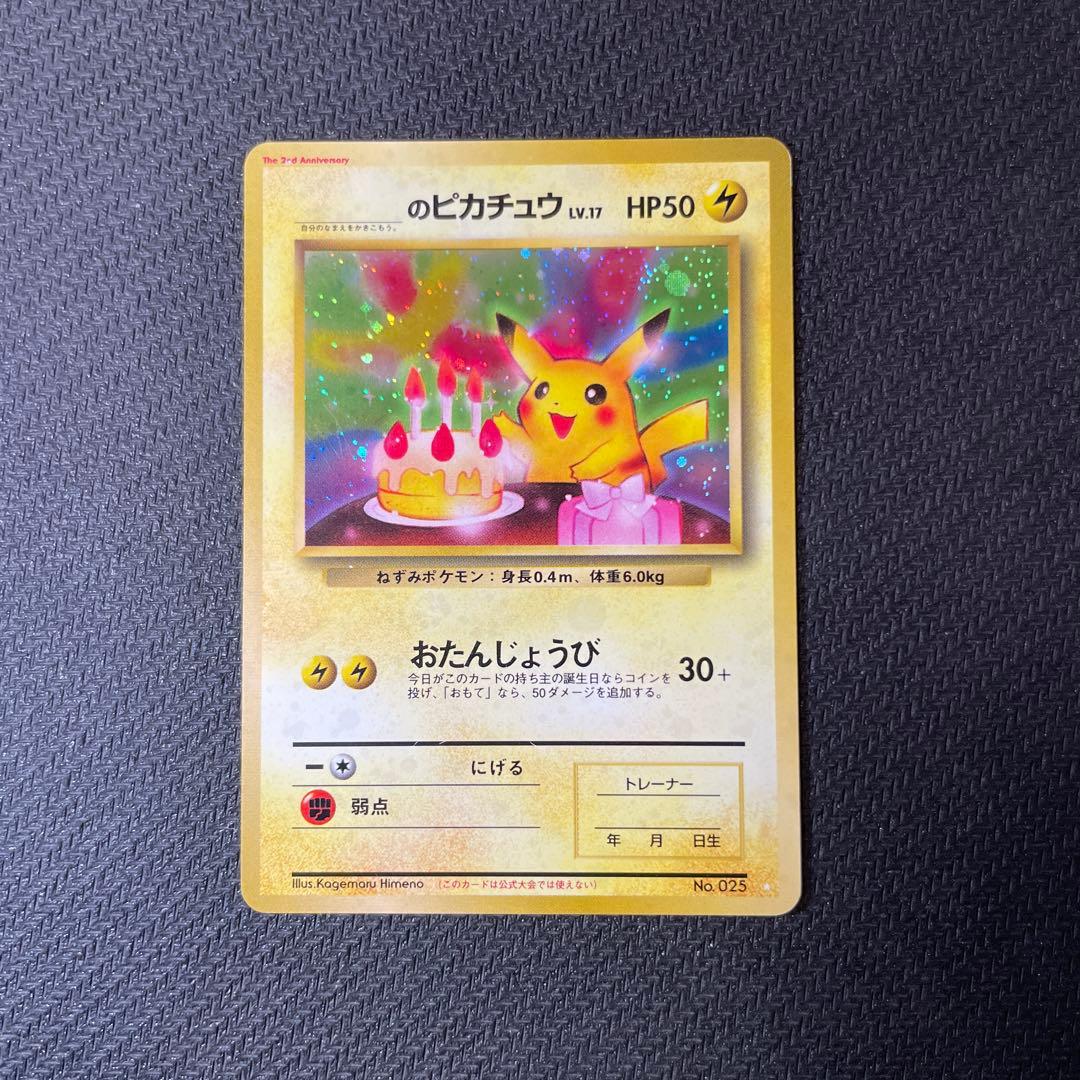 The 2nd Anniversary
のピカチュウ LV.17 HP50
自分のなまえをかきこもう。
ねずみポケモン：身長0.4m、体重6.0kg
おたんじょうび 30+
今日がこのカードの持ち主の誕生日ならコインを
投げ、「おもて」なら、50ダメージを追加する。
にげる
弱点
トレーナー
年 月 日生
Illus.Kagemaru Himeno (このカードは公式大会では使えない) No. 025